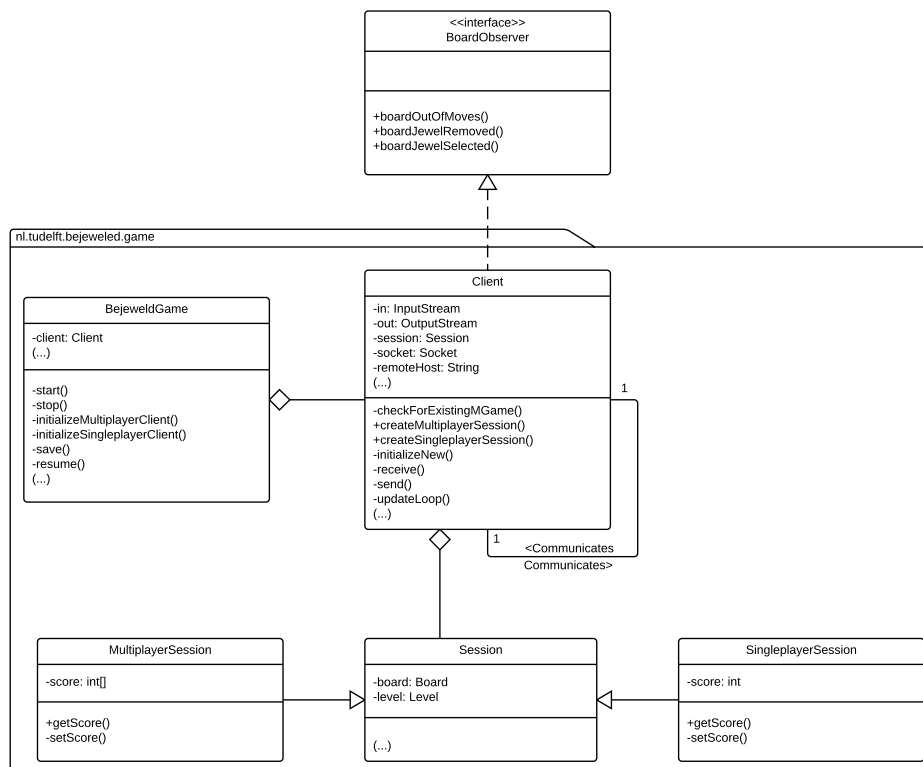 <<interface>>
BoardObserver
+boardOutOfMoves()
+boardJewelRemoved()
+boardJewelSelected()
nl.tudelft.bejeweled.game
BejeweldGame
-client: Client
(...)
-start()
-stop()
-initializeMultiplayerClient()
-initializeSingleplayerClient()
-save()
-resume()
(...)
Client
-in: InputStream
-out: OutputStream
-session: Session
-socket: Socket
-remoteHost: String
(...)
-checkForExistingMGame()
+createMultiplayerSession()
+createSingleplayerSession()
-initializeNew()
-receive()
-send()
-updateLoop()
(...)
1
1
<Communicates
Communicates>
MultiplayerSession
-score: int[]
+getScore()
-setScore()
Session
-board: Board
-level: Level
(...)
SingleplayerSession
-score: int
+getScore()
-setScore()